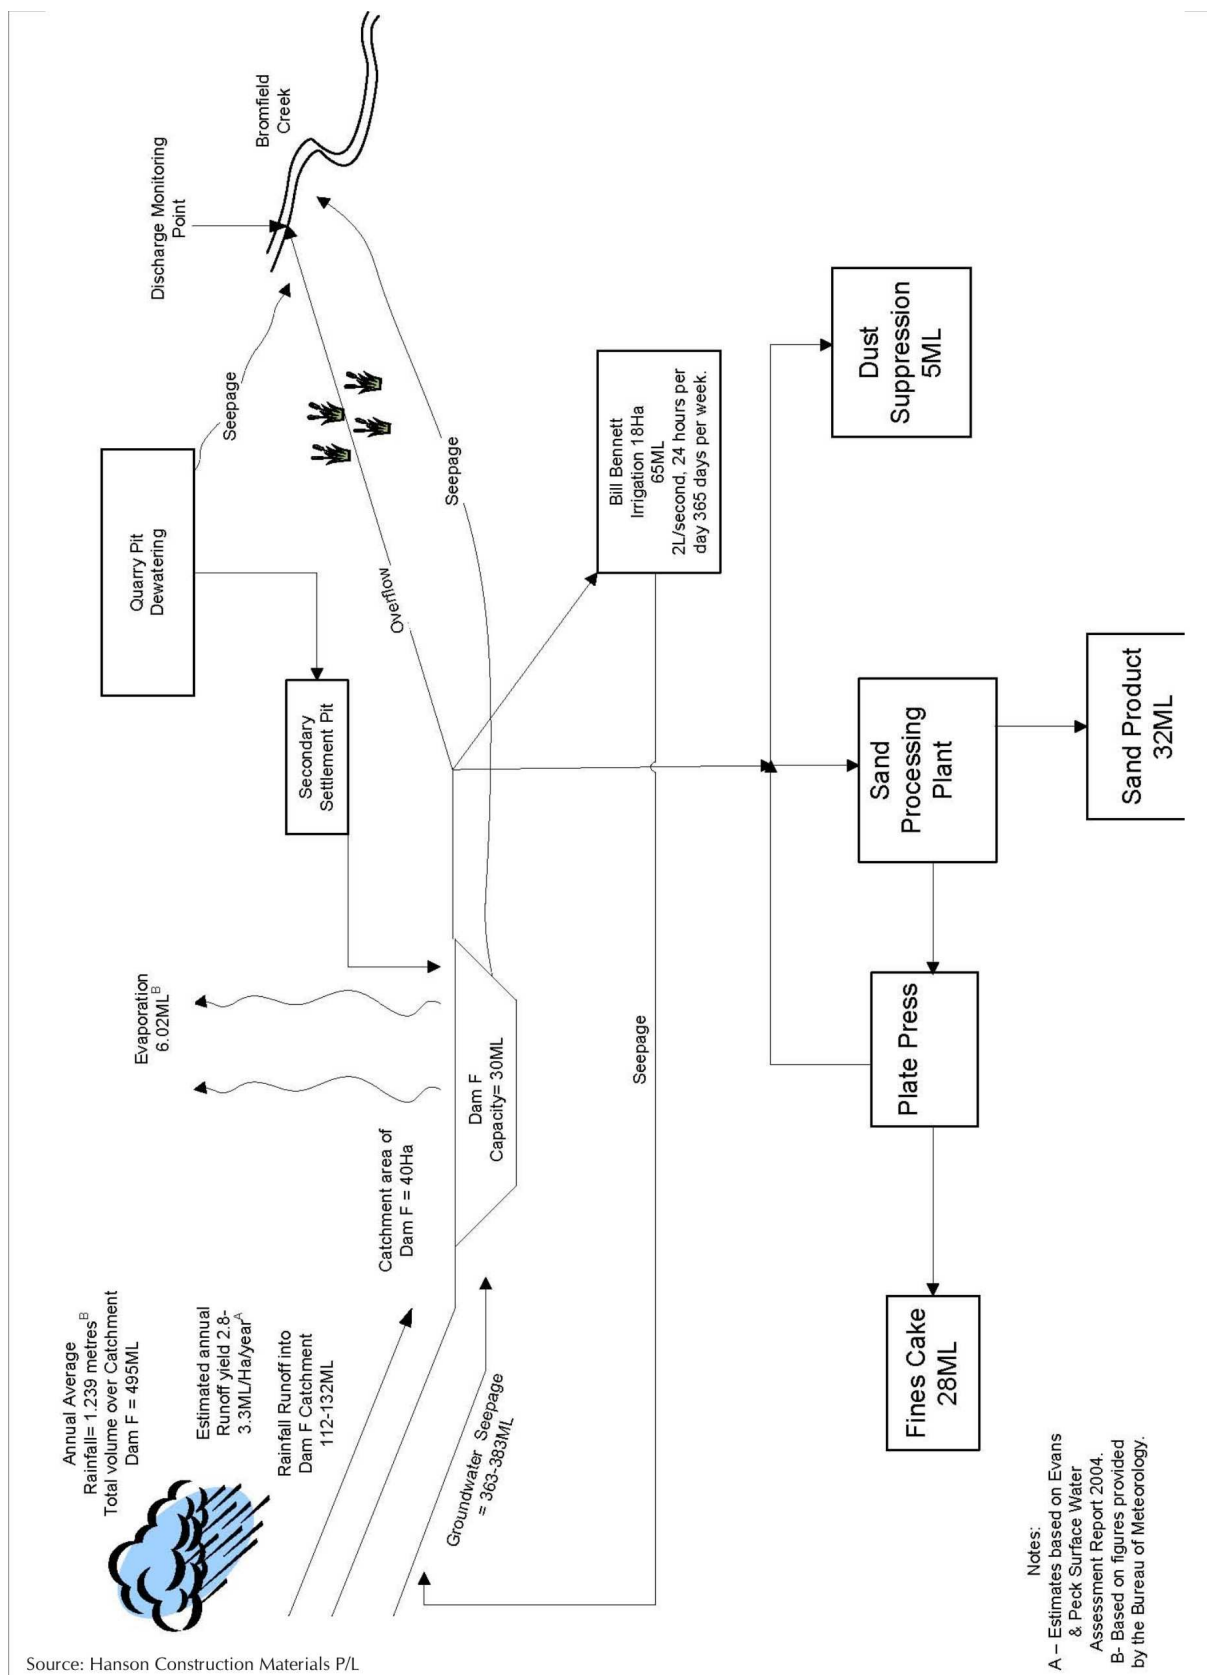 Annual Average
Rainfall= 1.239 metresB
Total volume over Catchment
Dam F = 495ML
Estimated annual
Runoff yield 2.8-
3.3ML/Ha/yearA
Rainfall Runoff into
Dam F Catchment
112-132ML
Groundwater Seepage
= 363-383ML
Catchment area of
Dam F = 40Ha
Evaporation
6.02MLB
Dam F
Capacity= 30ML
Secondary
Settlement Pit
Quarry Pit
Dewatering
Seepage
Discharge Monitoring
Point
Bromfield
Creek
Overflow
Seepage
Bill Bennett
Irrigation 18Ha
65ML
2L/second, 24 hours per
day 365 days per week.
Seepage
Dust
Suppression
5ML
Sand
Processing
Plant
Sand Product
32ML
Plate Press
Fines Cake
28ML
Notes:
A – Estimates based on Evans
& Peck Surface Water
Assessment Report 2004.
B- Based on figures provided
by the Bureau of Meteorology.
Source: Hanson Construction Materials P/L